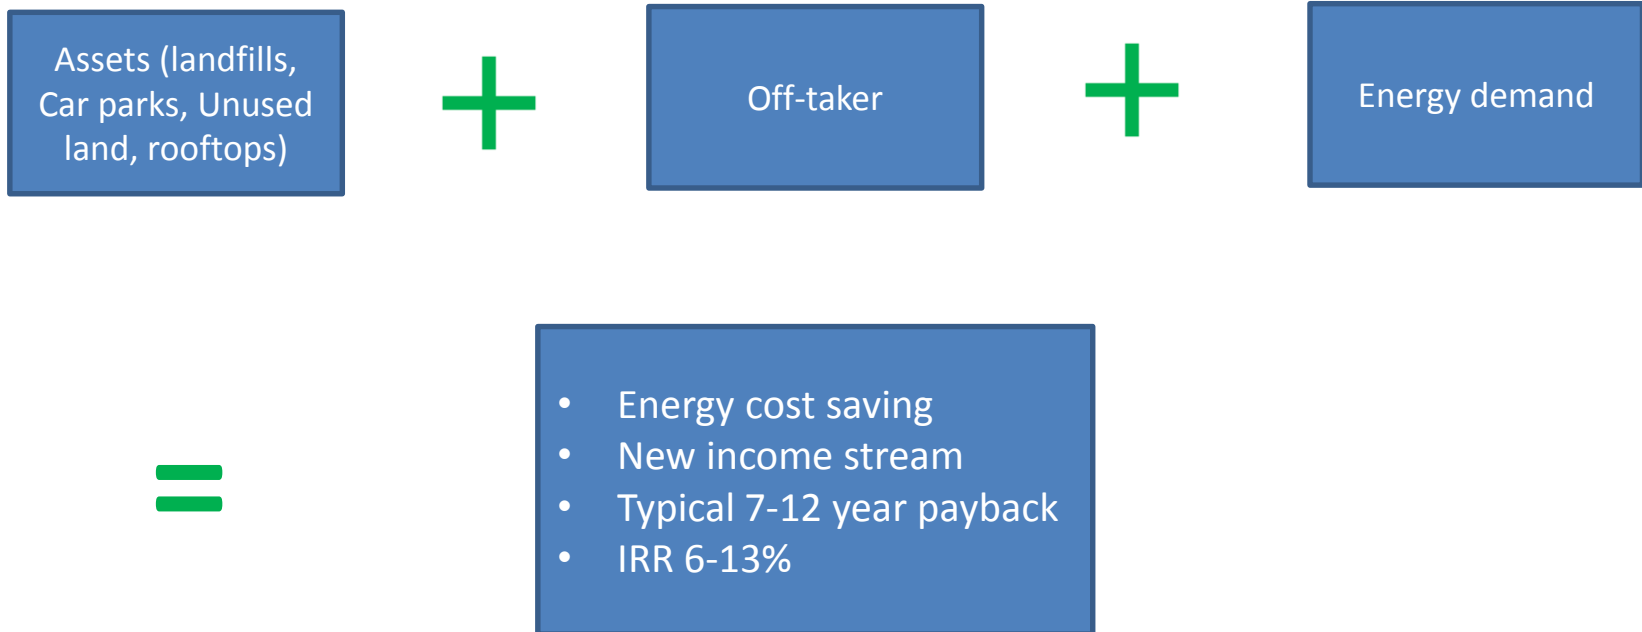 Assets (landfills,
Car parks, Unused
land, rooftops)
+
Off-taker
+
Energy demand
=
• Energy cost saving
• New income stream
• Typical 7-12 year payback
• IRR 6-13%